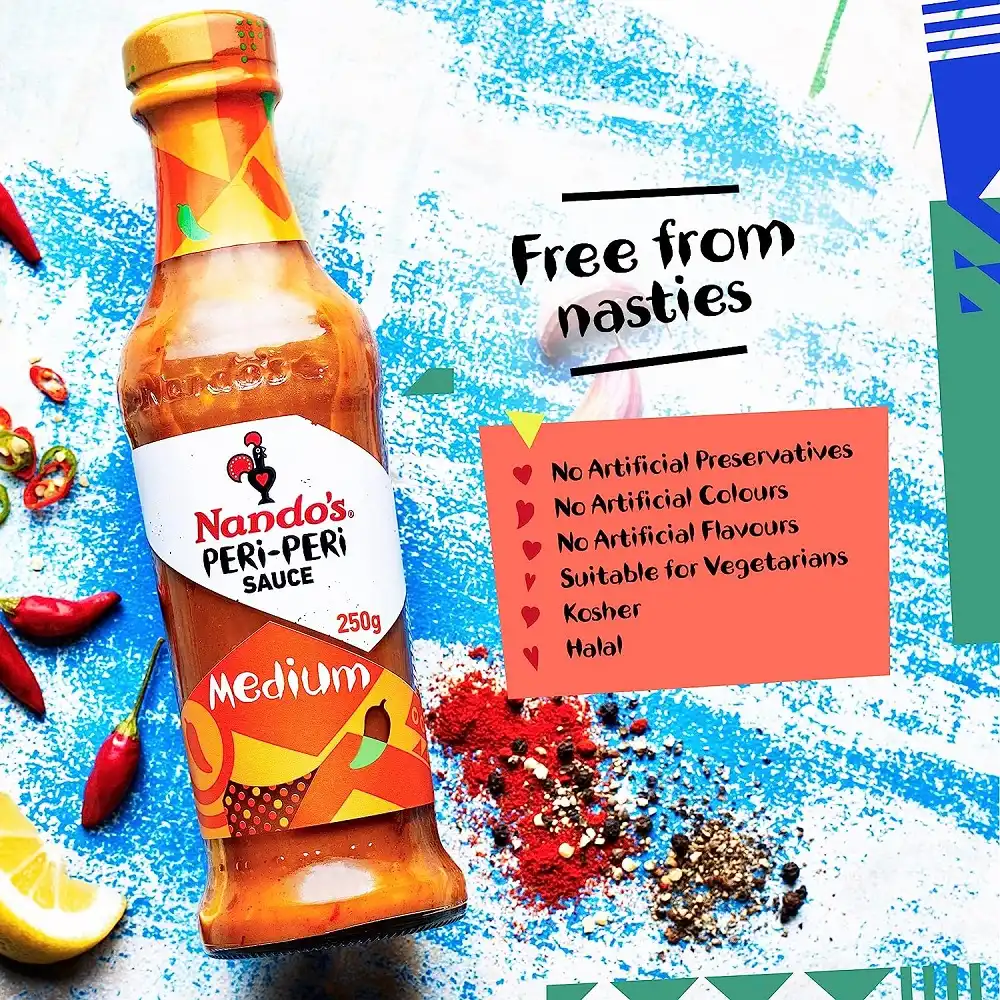 Nando's
Nando's®
PERi-PERi
SAUCE
250g
Medium
Free from
nasties
No Artificial Preservatives
No Artificial Colours
No Artificial Flavours
Suitable for Vegetarians
Kosher
Halal